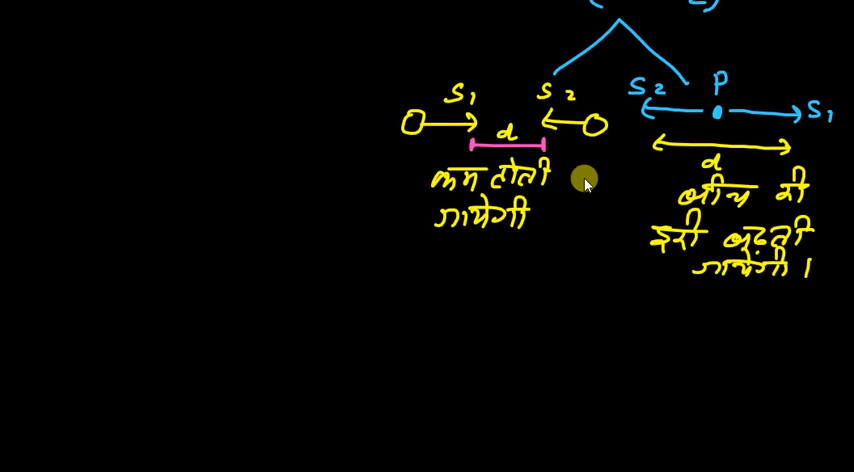 S₁ S₂
d
कम होती
जायेगी
S₂ P S₁
d
बीच की
दूरी बढ़ती
जायेगी।